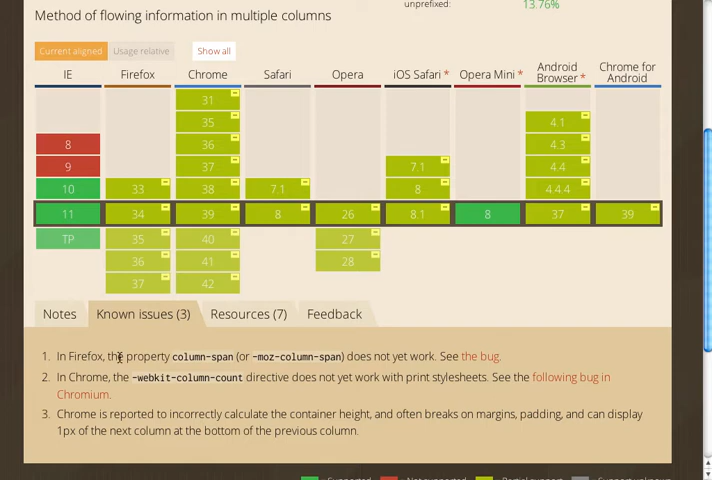 unprefixed: 13.76%
Method of flowing information in multiple columns
Current aligned Usage relative Show all
IE Firefox Chrome Safari Opera iOS Safari * Opera Mini * Android Browser * Chrome for Android
31
35 4.1
8 36 4.3
9 37 7.1 4.4
10 33 38 7.1 8 4.4.4
11 34 39 8 26 8.1 8 37 39
TP 35 40 27
36 41 28
37 42
Notes Known issues (3) Resources (7) Feedback
1. In Firefox, the property column-span (or -moz-column-span) does not yet work. See the bug.
2. In Chrome, the -webkit-column-count directive does not yet work with print stylesheets. See the following bug in
Chromium.
3. Chrome is reported to incorrectly calculate the container height, and often breaks on margins, padding, and can display
1px of the next column at the bottom of the previous column.